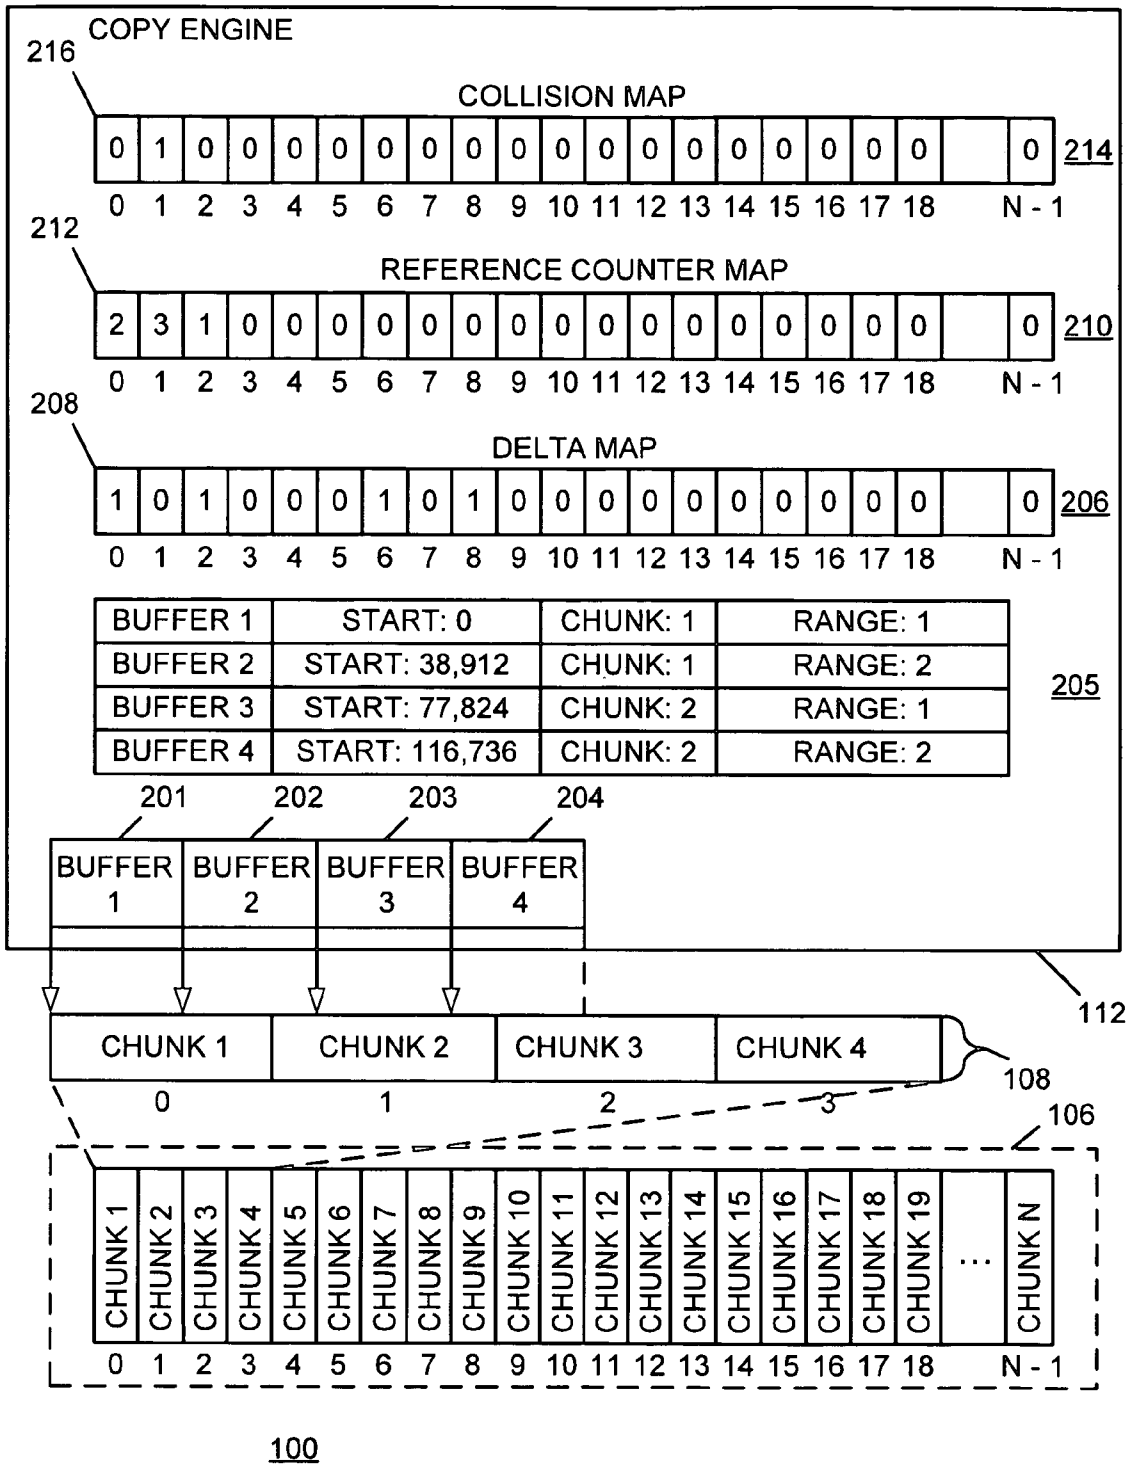 COPY ENGINE
216
COLLISION MAP
0 1 0 0 0 0 0 0 0 0 0 0 0 0 0 0 0 0 0 0 214
0 1 2 3 4 5 6 7 8 9 10 11 12 13 14 15 16 17 18 N - 1
212
REFERENCE COUNTER MAP
2 3 1 0 0 0 0 0 0 0 0 0 0 0 0 0 0 0 0 0 210
0 1 2 3 4 5 6 7 8 9 10 11 12 13 14 15 16 17 18 N - 1
208
DELTA MAP
1 0 1 0 0 0 1 0 1 0 0 0 0 0 0 0 0 0 0 0 206
0 1 2 3 4 5 6 7 8 9 10 11 12 13 14 15 16 17 18 N - 1
BUFFER 1 START: 0 CHUNK: 1 RANGE: 1
BUFFER 2 START: 38,912 CHUNK: 1 RANGE: 2
205
BUFFER 3 START: 77,824 CHUNK: 2 RANGE: 1
BUFFER 4 START: 116,736 CHUNK: 2 RANGE: 2
201 202 203 204
BUFFER BUFFER BUFFER BUFFER
1 2 3 4
112
CHUNK 1 CHUNK 2 CHUNK 3 CHUNK 4
108
0 1 2 3
106
CHUNK 1 CHUNK 2 CHUNK 3 CHUNK 4 CHUNK 5 CHUNK 6 CHUNK 7 CHUNK 8 CHUNK 9 CHUNK 10 CHUNK 11 CHUNK 12 CHUNK 13 CHUNK 14 CHUNK 15 CHUNK 16 CHUNK 17 CHUNK 18 CHUNK 19 ... CHUNK N
0 1 2 3 4 5 6 7 8 9 10 11 12 13 14 15 16 17 18 N - 1
100